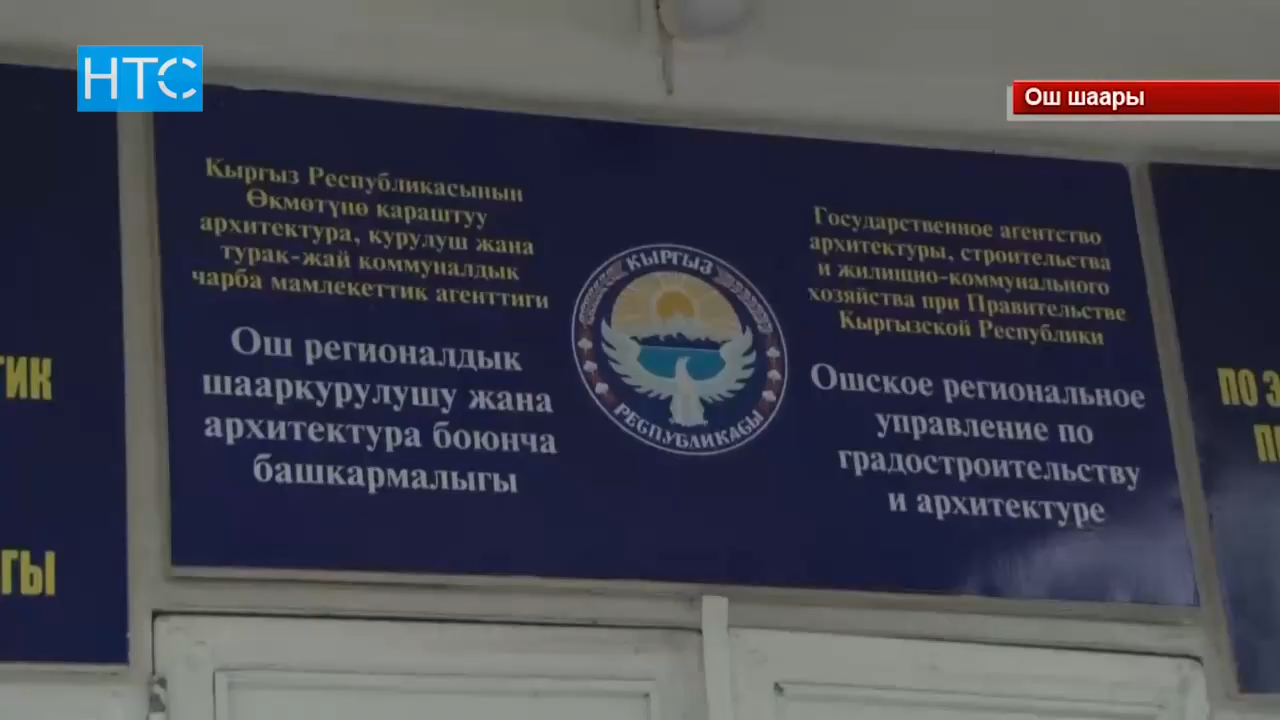 НТС
Ош шаары
Кыргыз Республикасынын
Өкмөтүнө караштуу
архитектура, курулуш жана
турак-жай коммуналдык
чарба мамлекеттик агенттиги
Ош регионалдык
шааркурулушу жана
архитектура боюнча
башкармалыгы
КЫРГЫЗ
РЕСПУБЛИКАСЫ
Государственное агентство
архитектуры, строительства
и жилищно-коммунального
хозяйства при Правительстве
Кыргызской Республики
Ошское региональное
управление по
градостроительству
и архитектуре
ТИК
ГЫ
ПО З